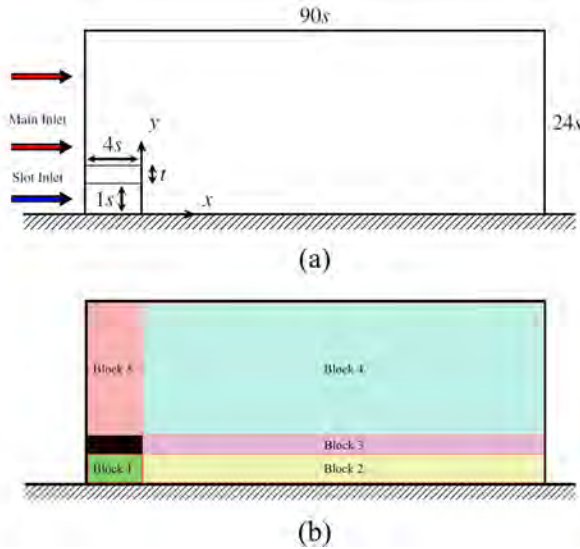 90s
Main Inlet
y
24s
4s
Slot Inlet
t
1s
x
(a)
Block 5
Block 4
Block 3
Block 1
Block 2
(b)